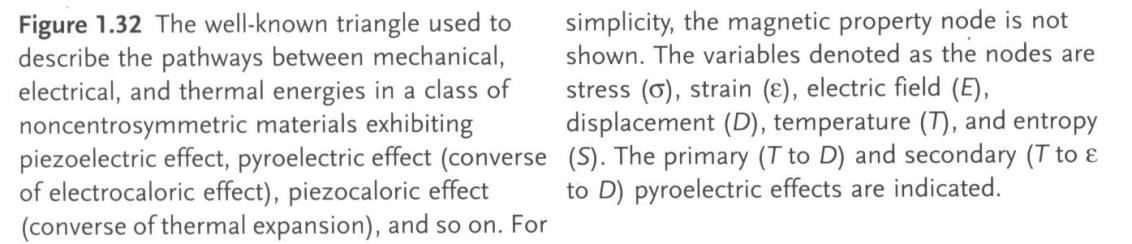 Figure 1.32 The well-known triangle used to
describe the pathways between mechanical,
electrical, and thermal energies in a class of
noncentrosymmetric materials exhibiting
piezoelectric effect, pyroelectric effect (converse
of electrocaloric effect), piezocaloric effect
(converse of thermal expansion), and so on. For
simplicity, the magnetic property node is not
shown. The variables denoted as the nodes are
stress (σ), strain (ε), electric field (E),
displacement (D), temperature (T), and entropy
(S). The primary (T to D) and secondary (T to ε
to D) pyroelectric effects are indicated.